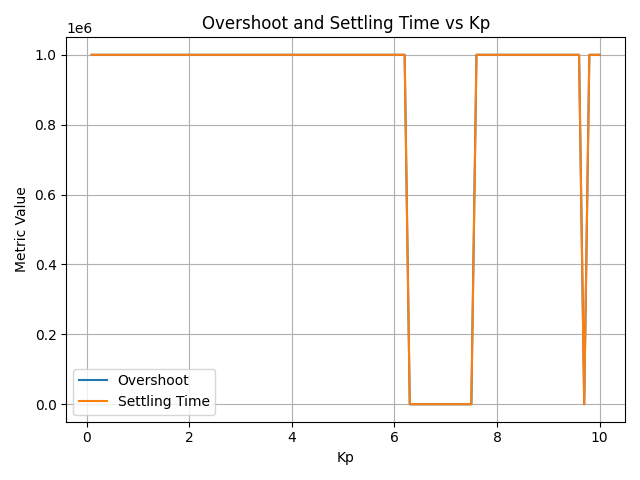 Overshoot and Settling Time vs Kp
1e6
1.0
0.8
0.6
0.4
0.2
0.0
Metric Value
Overshoot
Settling Time
0 2 4 6 8 10
Kp